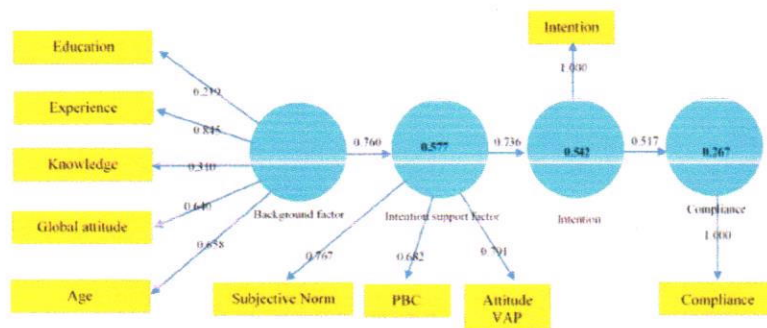 Intention
Education
1.000
0.219
Experience
0.845
0.760
0.577
0.736
0.542
0.517
0.267
Knowledge
0.310
0.640
Global attitude
Background factor
Intention support factor
Intention
Compliance
0.658
0.767
0.682
0.791
1.000
Age
Subjective Norm
PBC
Attitude
VAP
Compliance